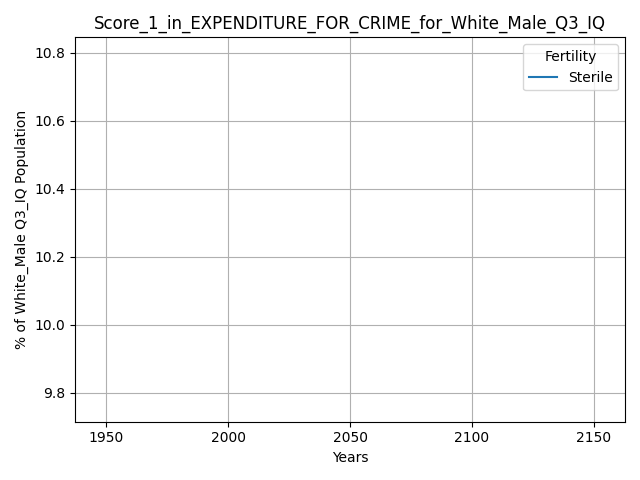 Score_1_in_EXPENDITURE_FOR_CRIME_for_White_Male_Q3_IQ
Fertility
Sterile
% of White_Male Q3_IQ Population
10.8
10.6
10.4
10.2
10.0
9.8
1950 2000 2050 2100 2150
Years